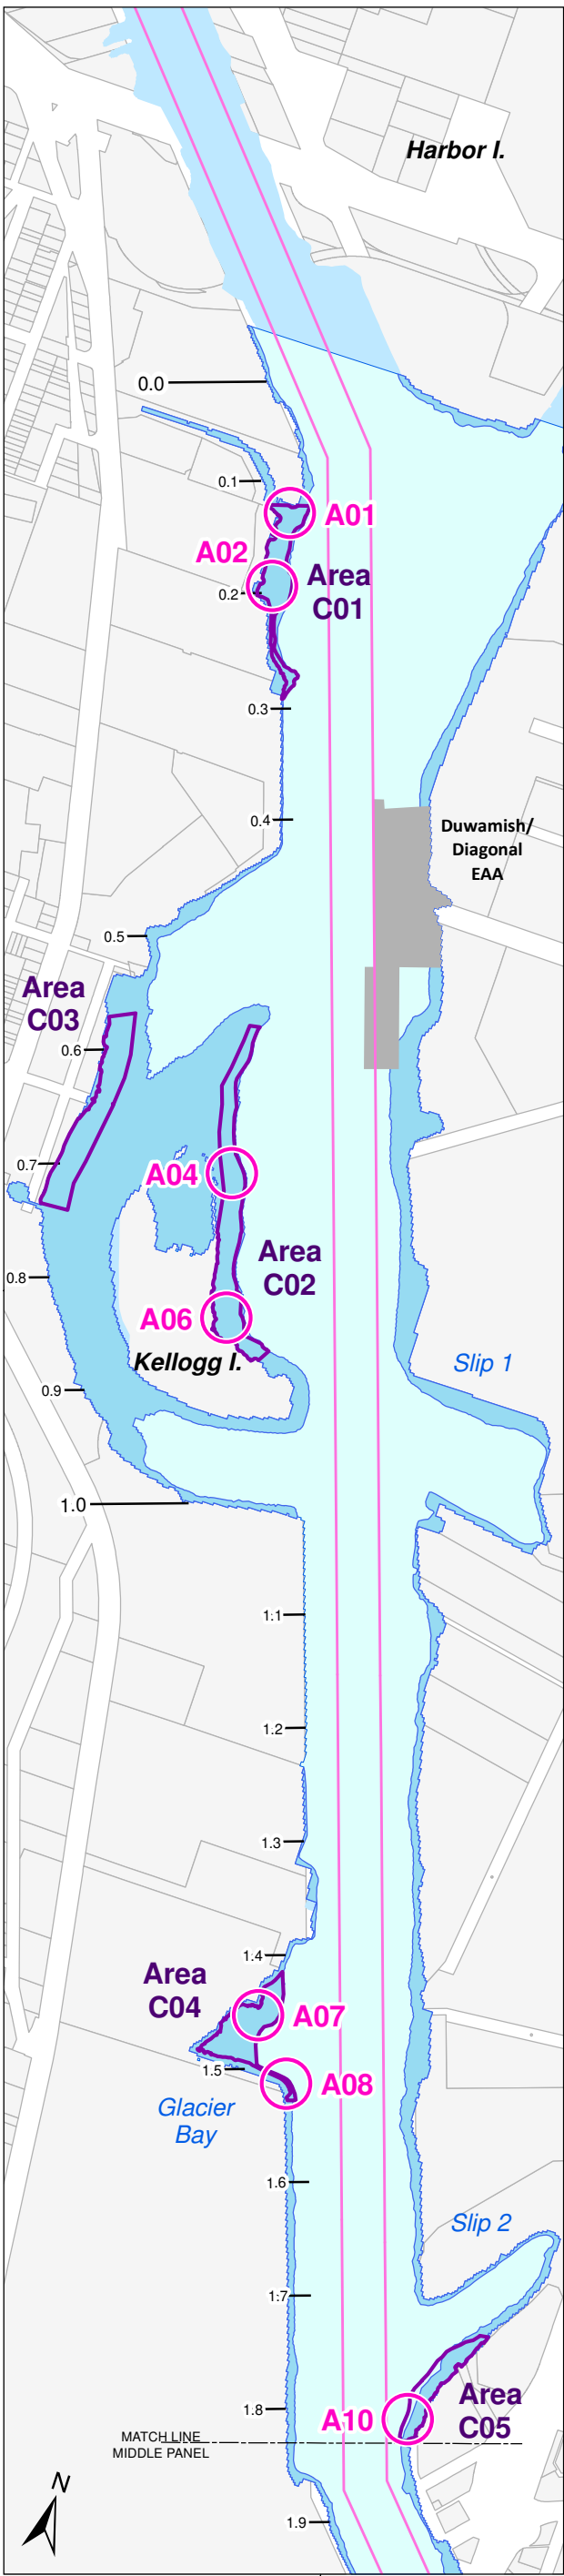 Harbor I.
0.0
0.1
A01
A02
Area
C01
0.2
0.3
0.4
Duwamish/
Diagonal
EAA
0.5
Area
C03
0.6
0.7
A04
Area
C02
0.8
A06
Kellogg I.
Slip 1
0.9
1.0
1.1
1.2
1.3
1.4
Area
C04
A07
1.5
A08
Glacier
Bay
1.6
Slip 2
1.7
Area
C05
1.8
A10
MATCH LINE
MIDDLE PANEL
N
1.9